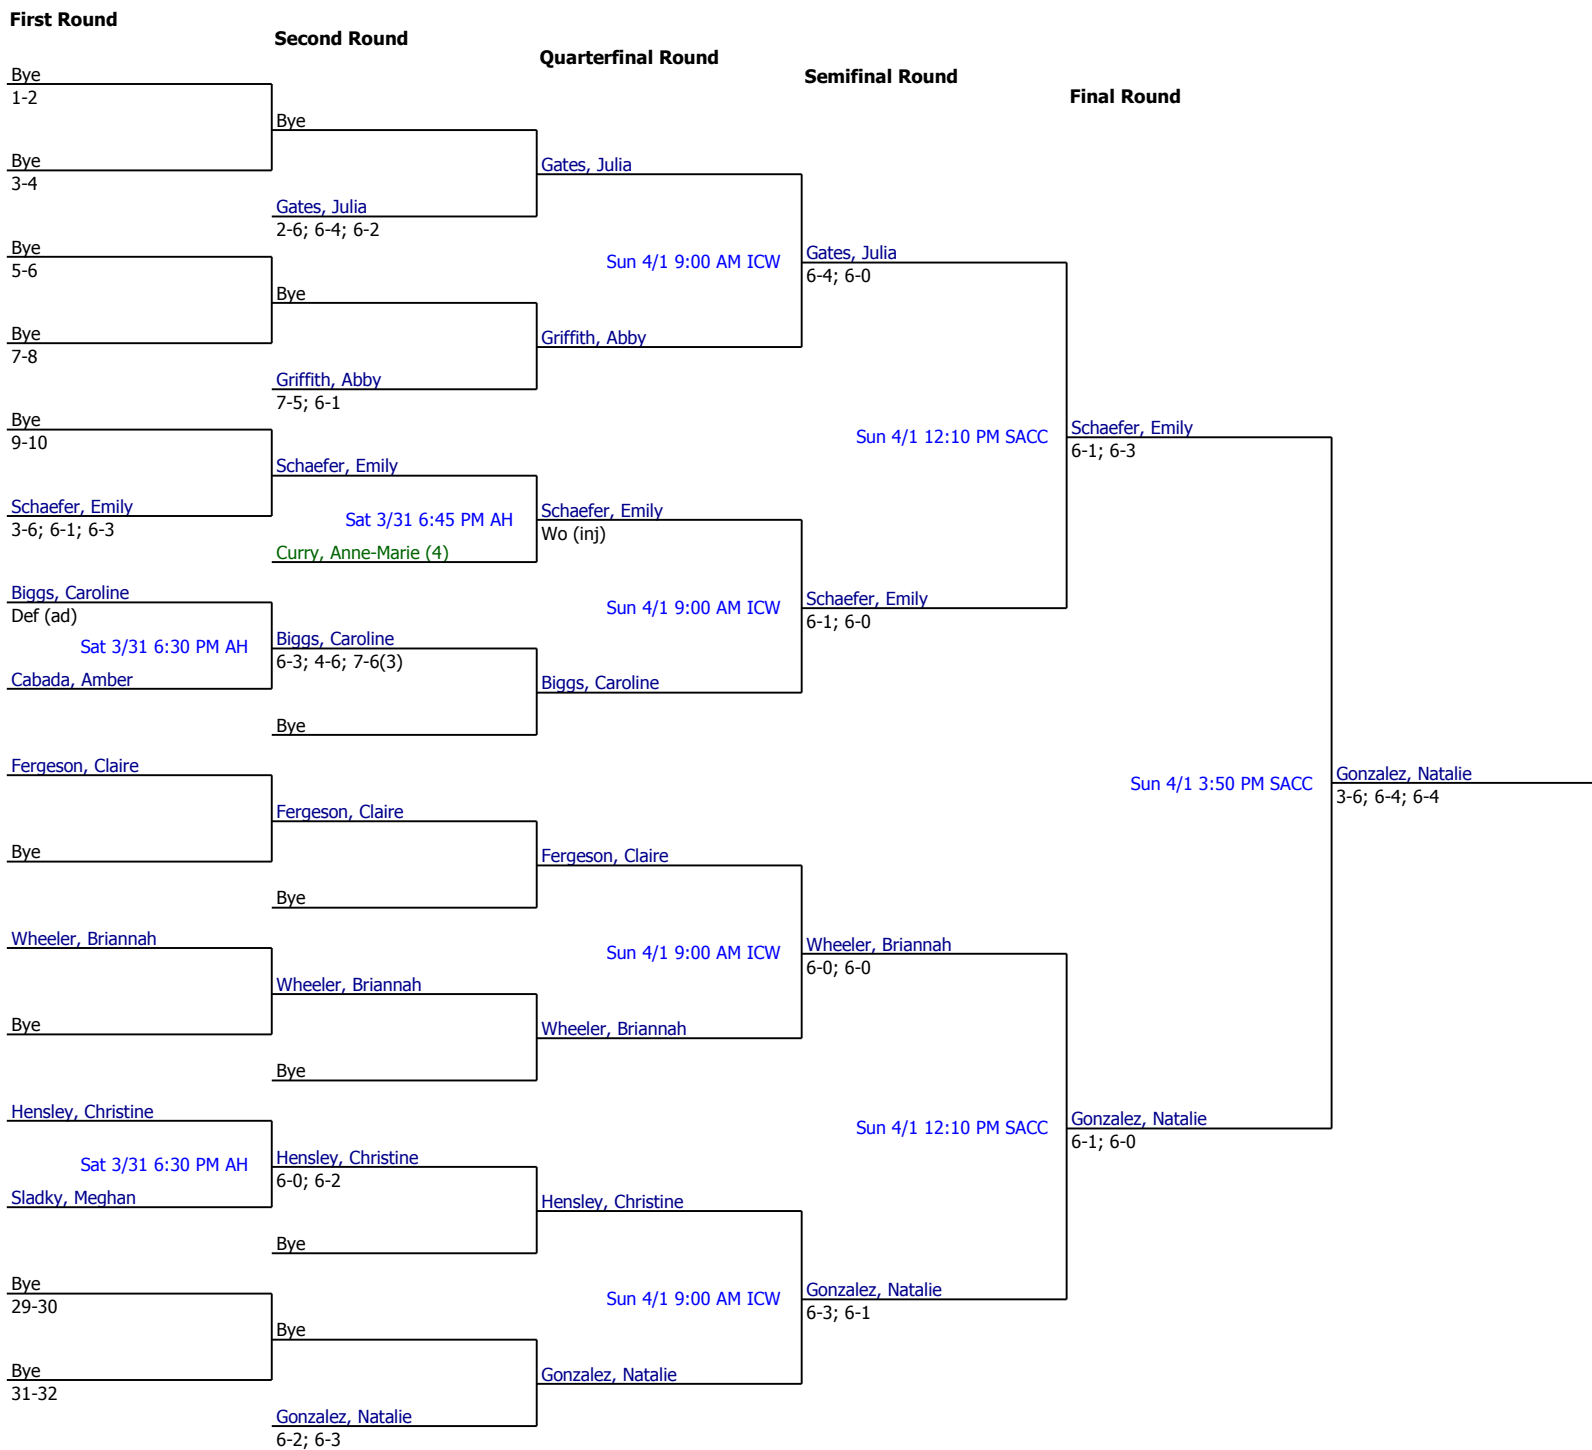 First Round
Second Round
Quarterfinal Round
Semifinal Round
Final Round
Bye
1-2
Bye
Bye
3-4
Gates, Julia
Gates, Julia
2-6; 6-4; 6-2
Bye
5-6
Sun 4/1 9:00 AM ICW
Gates, Julia
6-4; 6-0
Bye
Bye
7-8
Griffith, Abby
Griffith, Abby
7-5; 6-1
Bye
9-10
Sun 4/1 12:10 PM SACC
Schaefer, Emily
6-1; 6-3
Schaefer, Emily
Schaefer, Emily
3-6; 6-1; 6-3
Sat 3/31 6:45 PM AH
Schaefer, Emily
Wo (inj)
Curry, Anne-Marie (4)
Biggs, Caroline
Def (ad)
Sun 4/1 9:00 AM ICW
Schaefer, Emily
6-1; 6-0
Sat 3/31 6:30 PM AH
Biggs, Caroline
6-3; 4-6; 7-6(3)
Cabada, Amber
Biggs, Caroline
Bye
Fergeson, Claire
Sun 4/1 3:50 PM SACC
Gonzalez, Natalie
3-6; 6-4; 6-4
Fergeson, Claire
Bye
Fergeson, Claire
Bye
Wheeler, Briannah
Sun 4/1 9:00 AM ICW
Wheeler, Briannah
6-0; 6-0
Wheeler, Briannah
Bye
Wheeler, Briannah
Bye
Hensley, Christine
Sun 4/1 12:10 PM SACC
Gonzalez, Natalie
6-1; 6-0
Sat 3/31 6:30 PM AH
Hensley, Christine
6-0; 6-2
Sladky, Meghan
Hensley, Christine
Bye
Bye
29-30
Sun 4/1 9:00 AM ICW
Gonzalez, Natalie
6-3; 6-1
Bye
Bye
31-32
Gonzalez, Natalie
Gonzalez, Natalie
6-2; 6-3